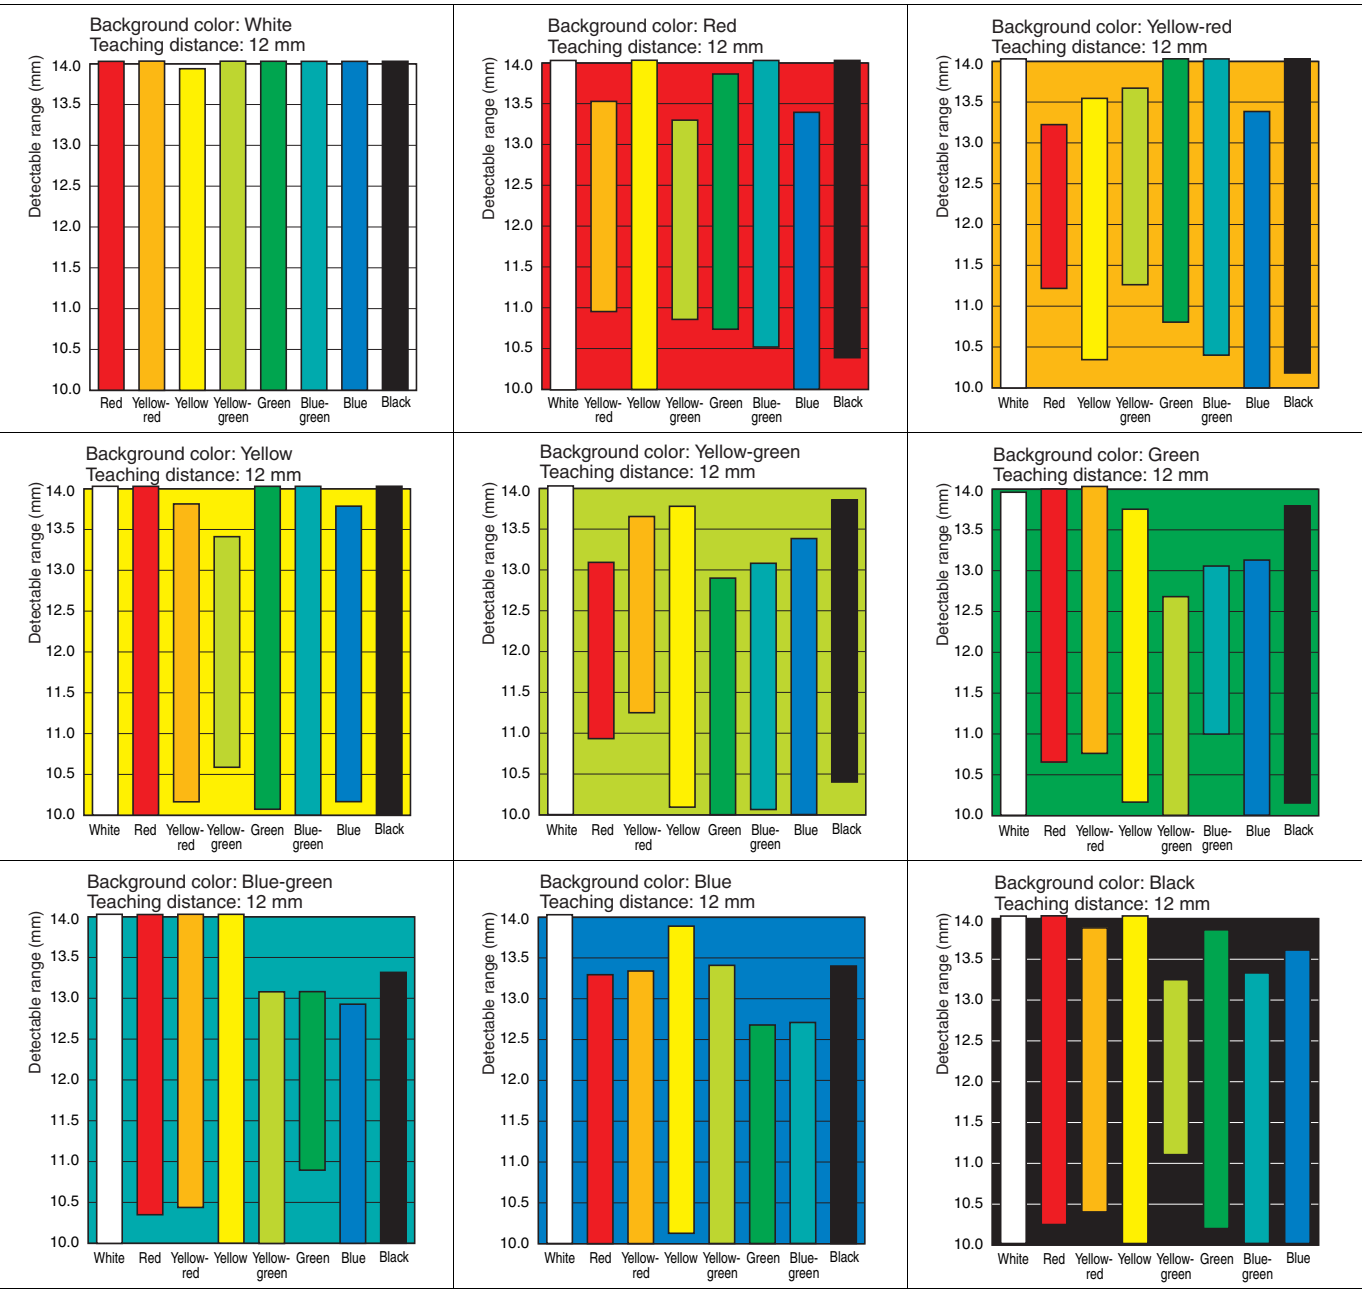 Background color: White
Teaching distance: 12 mm
Detectable range (mm)
14.0
13.5
13.0
12.5
12.0
11.5
11.0
10.5
10.0
Red Yellow- Yellow Yellow- Green Blue- Blue Black
red green green
Background color: Red
Teaching distance: 12 mm
Detectable range (mm)
14.0
13.5
13.0
12.5
12.0
11.5
11.0
10.5
10.0
White Yellow- Yellow Yellow- Green Blue- Blue Black
red green green
Background color: Yellow-red
Teaching distance: 12 mm
Detectable range (mm)
14.0
13.5
13.0
12.5
12.0
11.5
11.0
10.5
10.0
White Red Yellow Yellow- Green Blue- Blue Black
green green
Background color: Yellow
Teaching distance: 12 mm
Detectable range (mm)
14.0
13.5
13.0
12.5
12.0
11.5
11.0
10.5
10.0
White Red Yellow- Yellow- Green Blue- Blue Black
red green green
Background color: Yellow-green
Teaching distance: 12 mm
Detectable range (mm)
14.0
13.5
13.0
12.5
12.0
11.5
11.0
10.5
10.0
White Red Yellow- Yellow Green Blue- Blue Black
red green
Background color: Green
Teaching distance: 12 mm
Detectable range (mm)
14.0
13.5
13.0
12.5
12.0
11.5
11.0
10.5
10.0
White Red Yellow- Yellow Yellow- Blue- Blue Black
red green green
Background color: Blue-green
Teaching distance: 12 mm
Detectable range (mm)
14.0
13.5
13.0
12.5
12.0
11.5
11.0
10.5
10.0
White Red Yellow- Yellow Yellow- Green Blue Black
red green
Background color: Blue
Teaching distance: 12 mm
Detectable range (mm)
14.0
13.5
13.0
12.5
12.0
11.5
11.0
10.5
10.0
White Red Yellow- Yellow Yellow- Green Blue- Black
red green green
Background color: Black
Teaching distance: 12 mm
Detectable range (mm)
14.0
13.5
13.0
12.5
12.0
11.5
11.0
10.5
10.0
White Red Yellow- Yellow Yellow- Green Blue- Blue
red green green